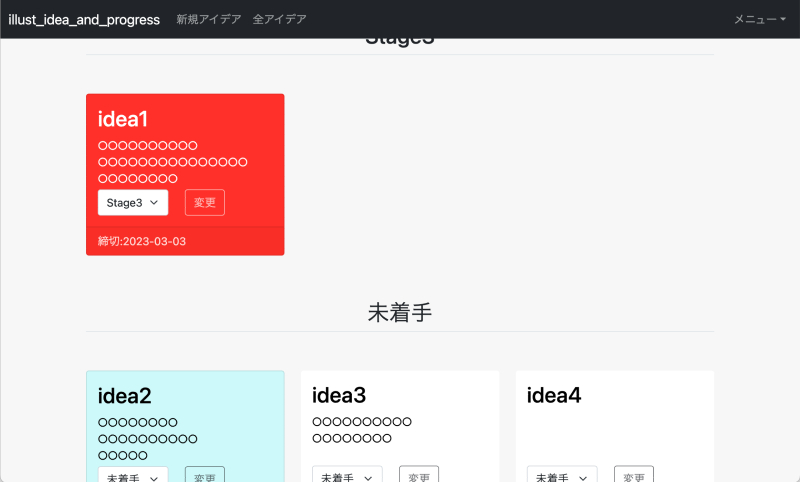 illust_idea_and_progress 新規アイデア 全アイデア メニュー
Stage3
idea1
○○○○○○○○○○
○○○○○○○○○○○○○○○
○○○○○○○○
Stage3 変更
締切:2023-03-03
未着手
idea2 idea3 idea4
○○○○○○○○ ○○○○○○○○○○
○○○○○○○○○○ ○○○○○○○○
○○○○○
未着手 変更 未着手 変更 未着手 変更